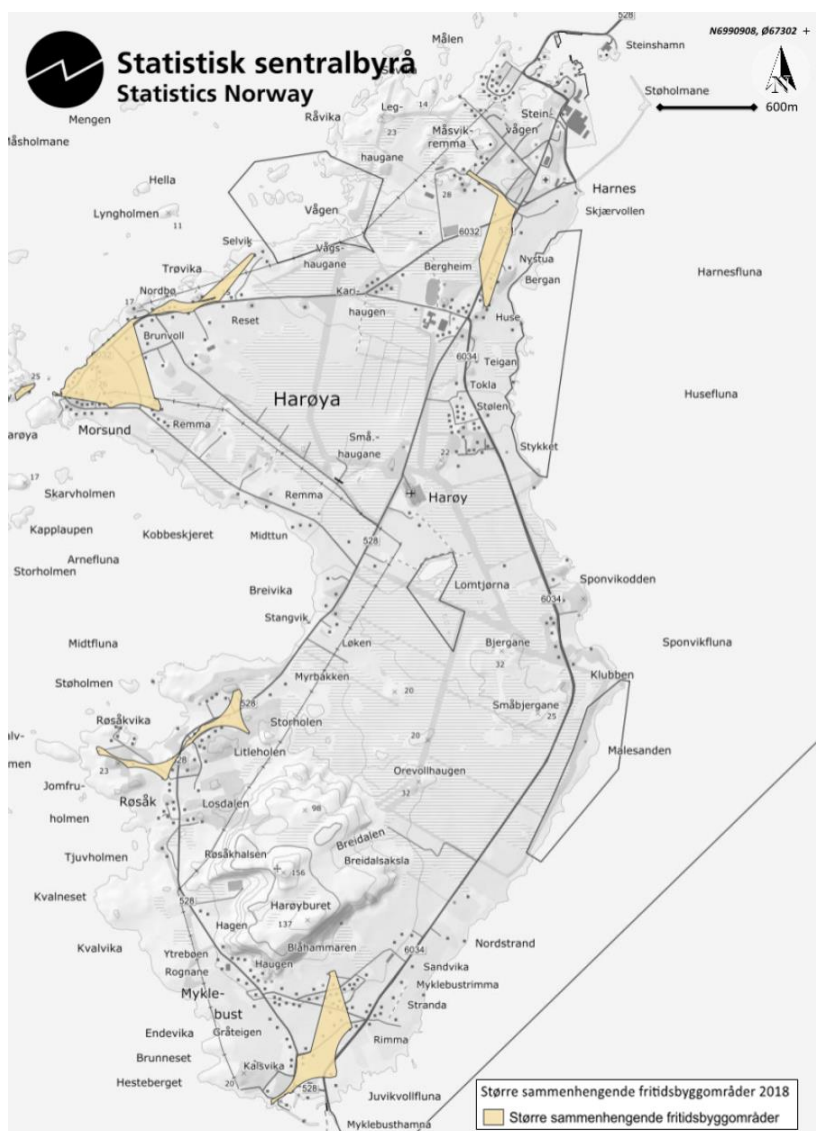 528
N6990908, Ø67302 +
Målen
Steinshamn
Statistisk sentralbyrå
Statistics Norway
N
Støholmane
600m
Mengen
Råvika
Leg-
14
23
haugane
Måsvik-
remma
Stein-
vågen
Måsholmane
Hella
Lyngholmen
11
Vågen
28
Harnes
Skjærvollen
Selvik
Vågs-
haugane
6032
Bergheim
Nystua
Bergan
Harnesfluna
Trøvika
Nordbø
17
Kari-
haugen
Reset
Huse
Brunvoll
6034
Teigan
25
Tokla
Harøya
Husefluna
Stølen
arøya
Morsund
Remma
Små.-
haugane
22
Stykket
17
Skarvholmen
Remma
Harøy
Kapplaupen
Kobbeskjeret
Midttun
528
Arnefluna
Storholmen
Lomtjørna
Sponvikodden
Breivika
6034
Stangvik
Midtfluna
Løken
Bjergane
32
Sponvikfluna
Klubben
Støholmen
Myrbakken
20
Småbjergane
25
528
Røsåkvika
Storholen
20
Malesanden
men
23
28
Litleholen
Orevollhaugen
32
Jomfru-
holmen
Røsåk
Losdalen
98
Breidalen
Tjuvholmen
Røsåkhalsen
156
Breidalsaksla
Kvalneset
528
Harøyburet
137
Hagen
Kvalvika
Blåhammaren
Nordstrand
6034
Ytrebøen
Rognane
Haugen
Sandvika
Myklebustrimma
Mykle-
bust
Stranda
Endevika
Gråteigen
Rimma
Brunneset
Kalsvika
Hesteberget
20
528
Juvikvollfluna
Myklebusthamna
Større sammenhengende fritidsbyggområder 2018
Større sammenhengende fritidsbyggområder